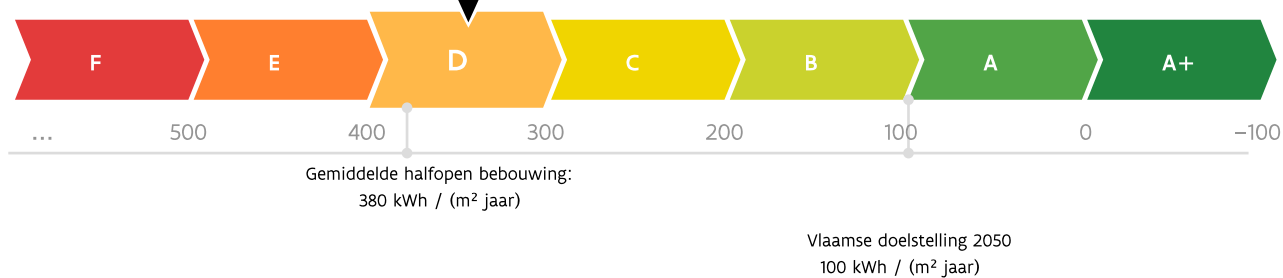 F E D C B A A+
... 500 400 300 200 100 0 −100
Gemiddelde halfopen bebouwing:
380 kWh / (m² jaar)
Vlaamse doelstelling 2050
100 kWh / (m² jaar)